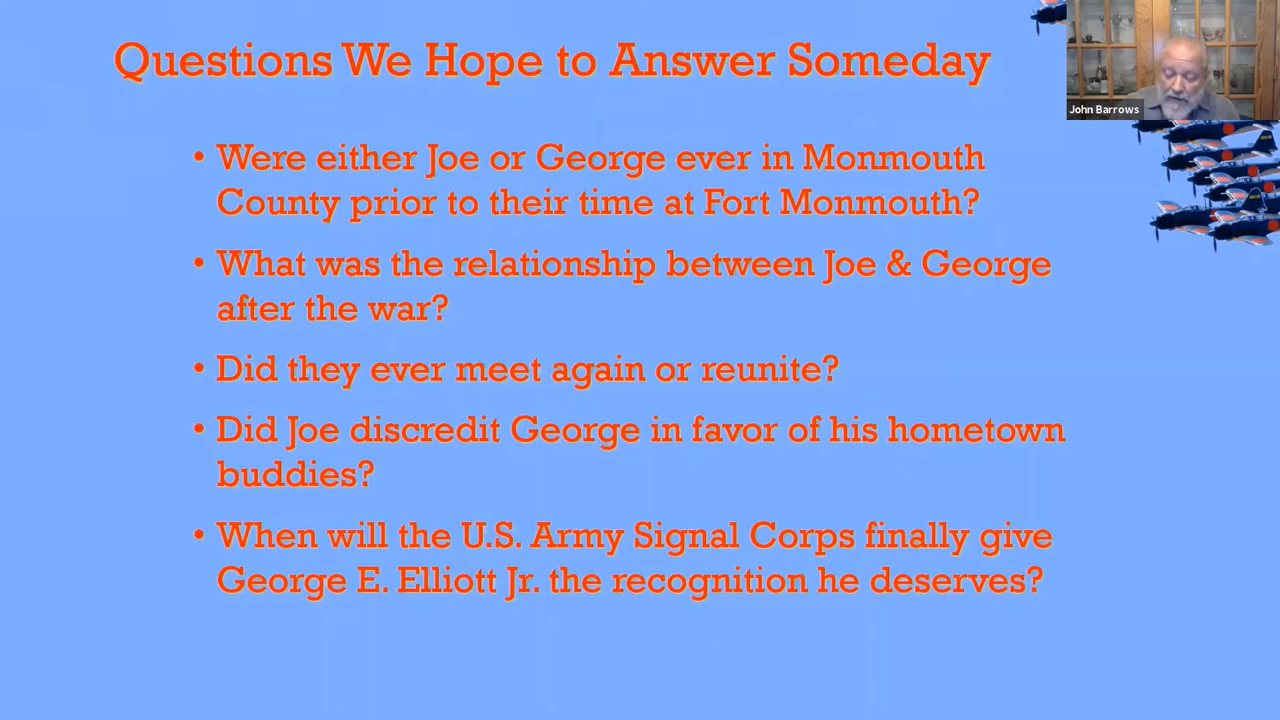 Questions We Hope to Answer Someday
John Barrows
• Were either Joe or George ever in Monmouth
County prior to their time at Fort Monmouth?
• What was the relationship between Joe & George
after the war?
• Did they ever meet again or reunite?
• Did Joe discredit George in favor of his hometown
buddies?
• When will the U.S. Army Signal Corps finally give
George E. Elliott Jr. the recognition he deserves?